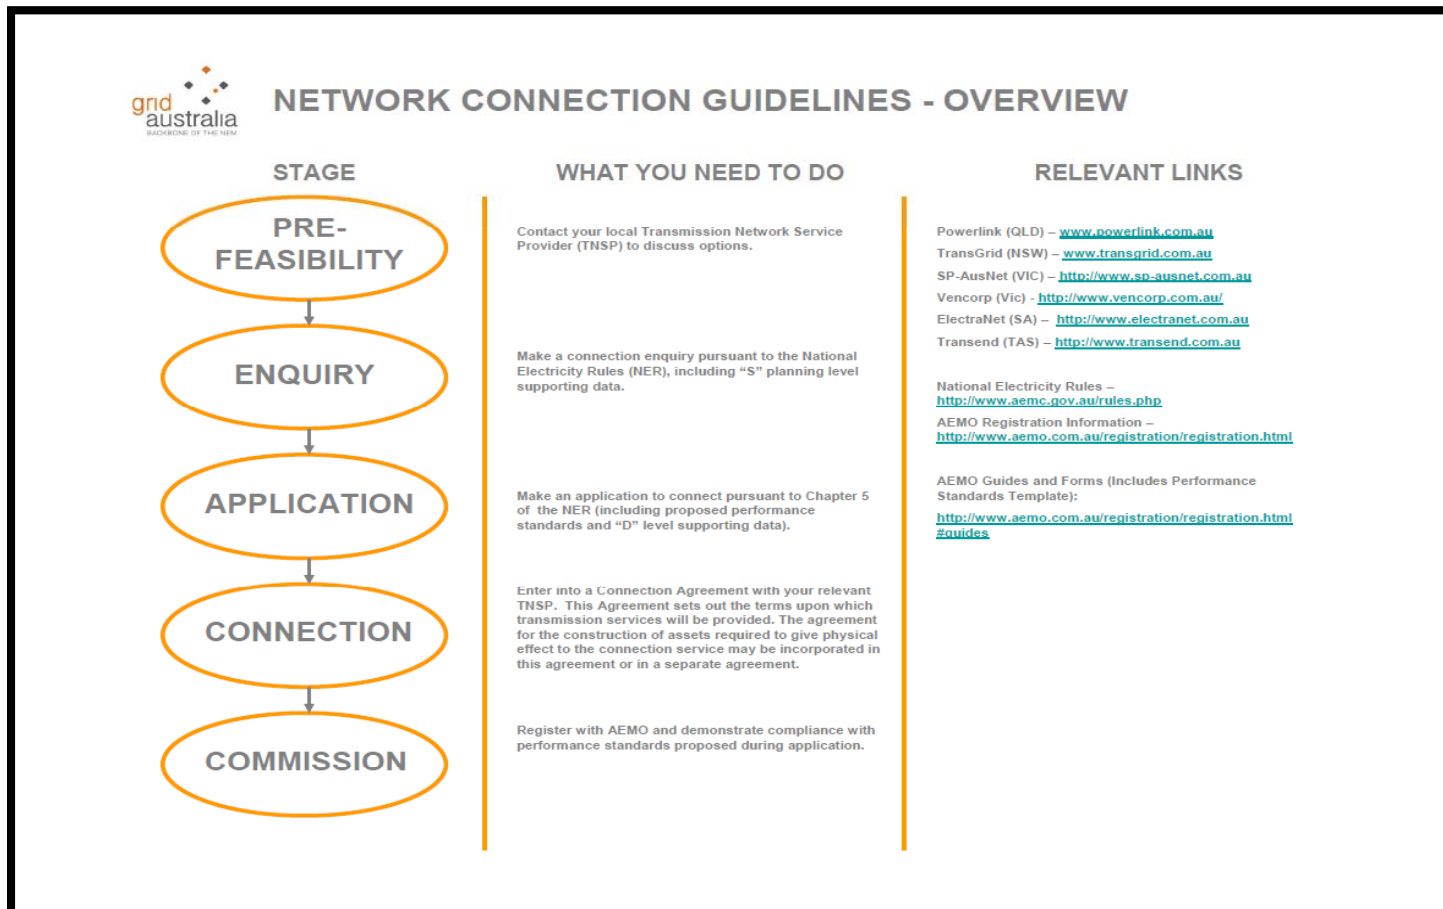 grid
australia
BACKBONE OF THE NEM
NETWORK CONNECTION GUIDELINES - OVERVIEW
STAGE
WHAT YOU NEED TO DO
RELEVANT LINKS
PRE-
FEASIBILITY
Contact your local Transmission Network Service
Provider (TNSP) to discuss options.
Powerlink (QLD) – www.powerlink.com.au
TransGrid (NSW) – www.transgrid.com.au
SP-AusNet (VIC) – http://www.sp-ausnet.com.au
Vencorp (Vic) - http://www.vencorp.com.au/
ElectraNet (SA) – http://www.electranet.com.au
Transend (TAS) – http://www.transend.com.au
ENQUIRY
Make a connection enquiry pursuant to the National
Electricity Rules (NER), including “S” planning level
supporting data.
National Electricity Rules –
http://www.aemc.gov.au/rules.php
AEMO Registration Information –
http://www.aemo.com.au/registration/registration.html
AEMO Guides and Forms (Includes Performance
Standards Template):
http://www.aemo.com.au/registration/registration.html
#guides
APPLICATION
Make an application to connect pursuant to Chapter 5
of the NER (including proposed performance
standards and “D” level supporting data).
CONNECTION
Enter into a Connection Agreement with your relevant
TNSP. This Agreement sets out the terms upon which
transmission services will be provided. The agreement
for the construction of assets required to give physical
effect to the connection service may be incorporated in
this agreement or in a separate agreement.
COMMISSION
Register with AEMO and demonstrate compliance with
performance standards proposed during application.